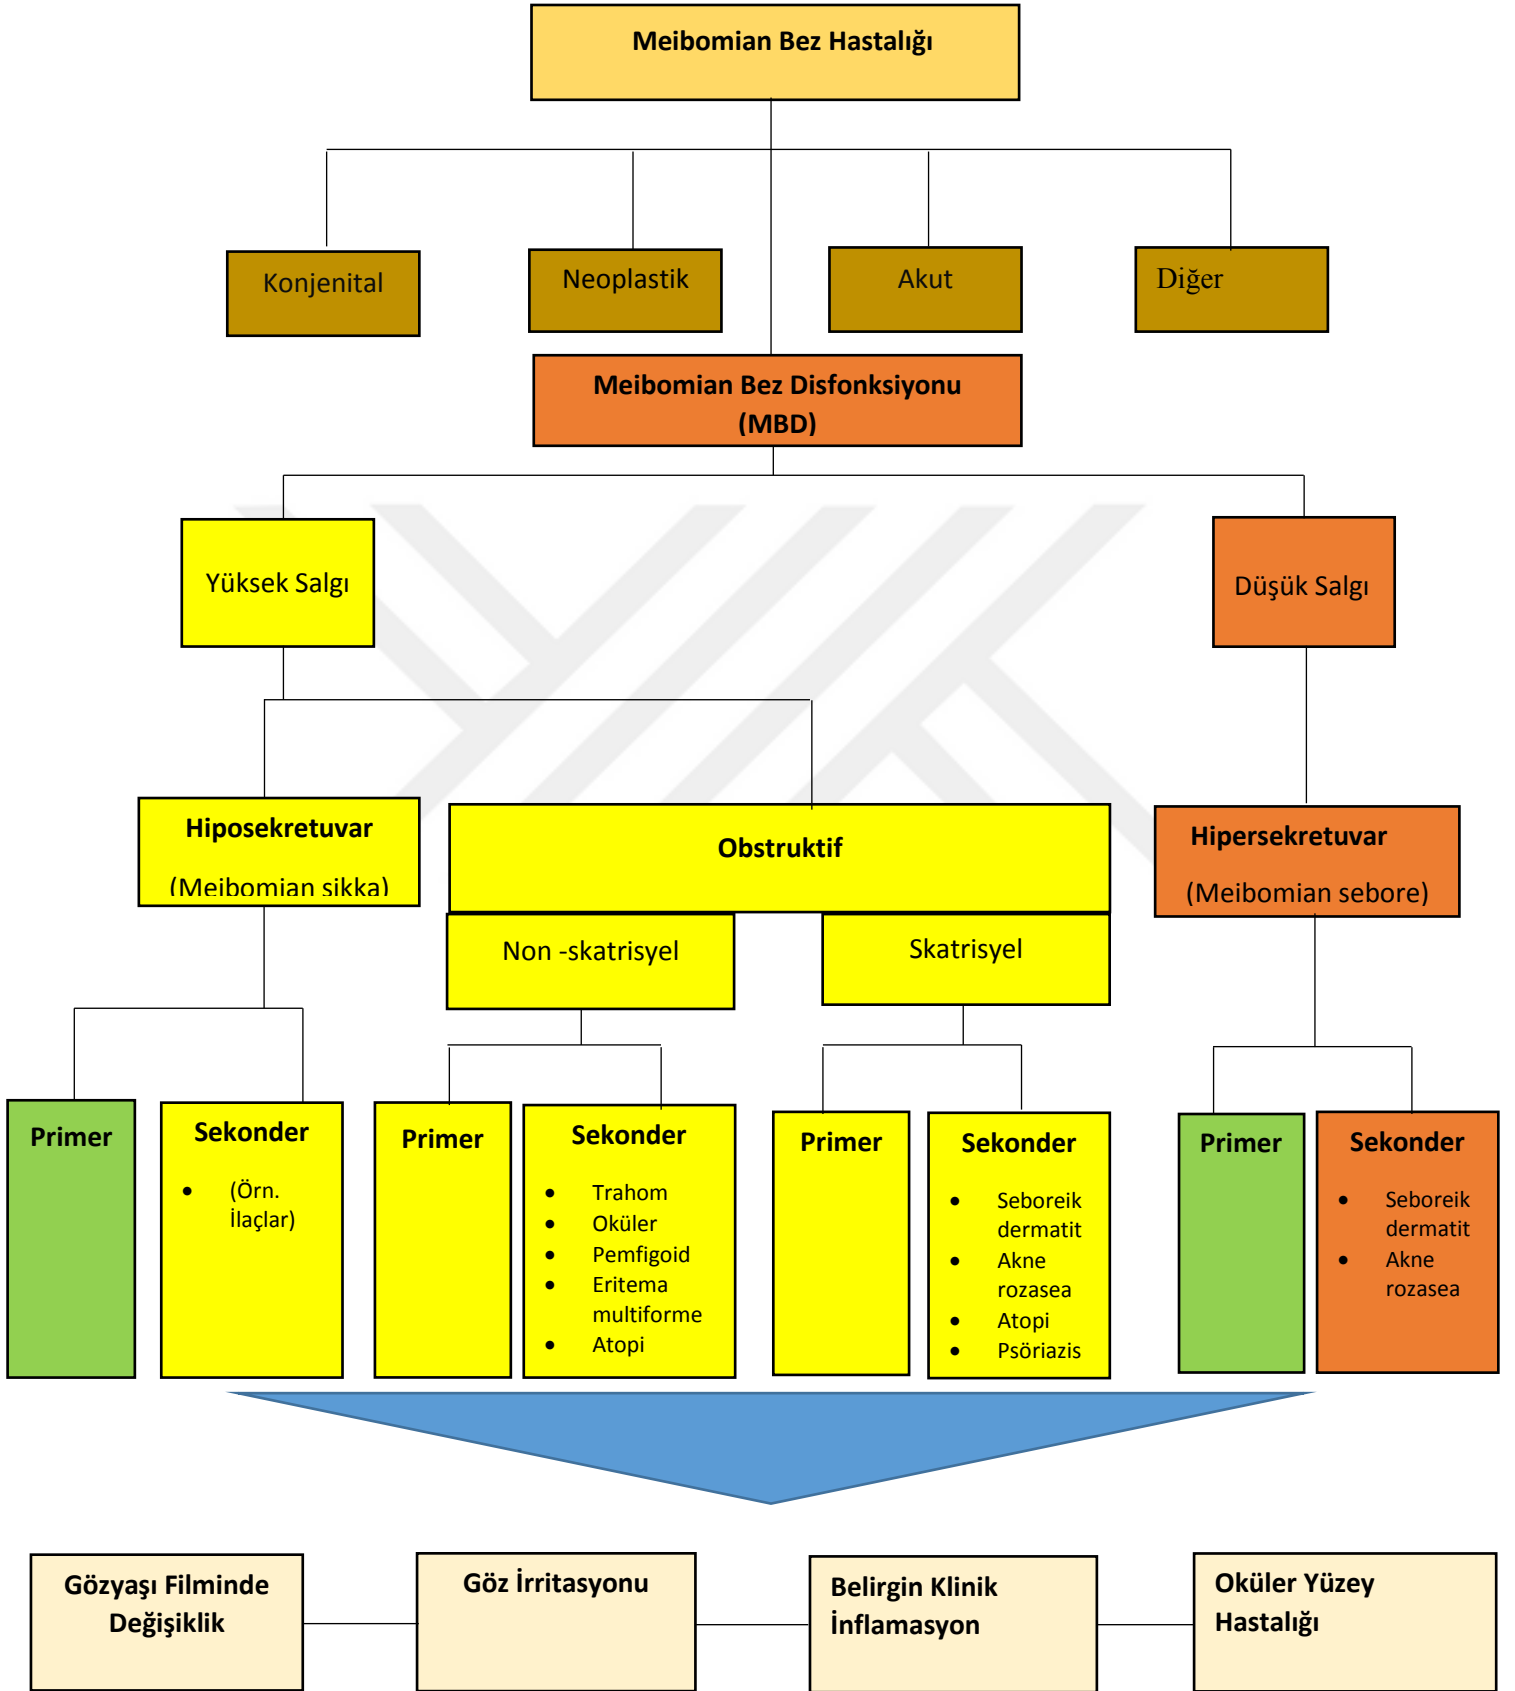 Meibomian Bez Hastalığı
Konjenital
Neoplastik
Akut
Diğer
Meibomian Bez Disfonksiyonu
(MBD)
Yüksek Salgı
Düşük Salgı
Hiposekretuvar
(Meibomian sikka)
Obstruktif
Hipersekretuvar
(Meibomian sebore)
Non -skatrisyel
Skatrisyel
Primer
Sekonder
• (Örn.
İlaçlar)
Primer
Sekonder
• Trahom
• Oküler
• Pemfigoid
• Eritema
multiforme
• Atopi
Primer
Sekonder
• Seboreik
dermatit
• Akne
rozasea
• Atopi
• Psöriazis
Primer
Sekonder
• Seboreik
dermatit
• Akne
rozasea
Gözyaşı Filminde
Değişiklik
Göz İrritasyonu
Belirgin Klinik
İnflamasyon
Oküler Yüzey
Hastalığı